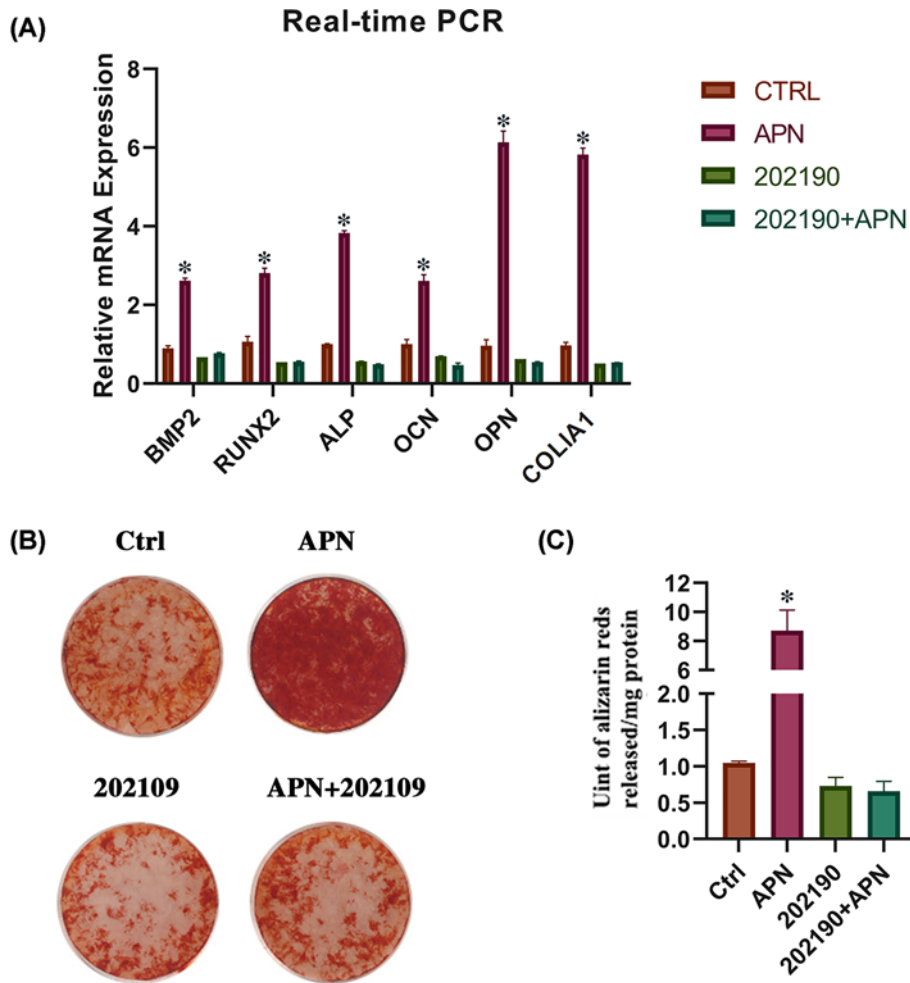 (A)
Real-time PCR
Relative mRNA Expression
8
6
4
2
0
* * * * * *
BMP2 RUNX2 ALP OCN OPN COLIA1
CTRL
APN
202190
202190+APN
(B)
Ctrl APN
202109 APN+202109
(C)
Uint of alizarin reds
released/mg protein
12
10
8
6
2.0
1.5
1.0
0.5
0.0
*
Ctrl APN 202190 202190+APN